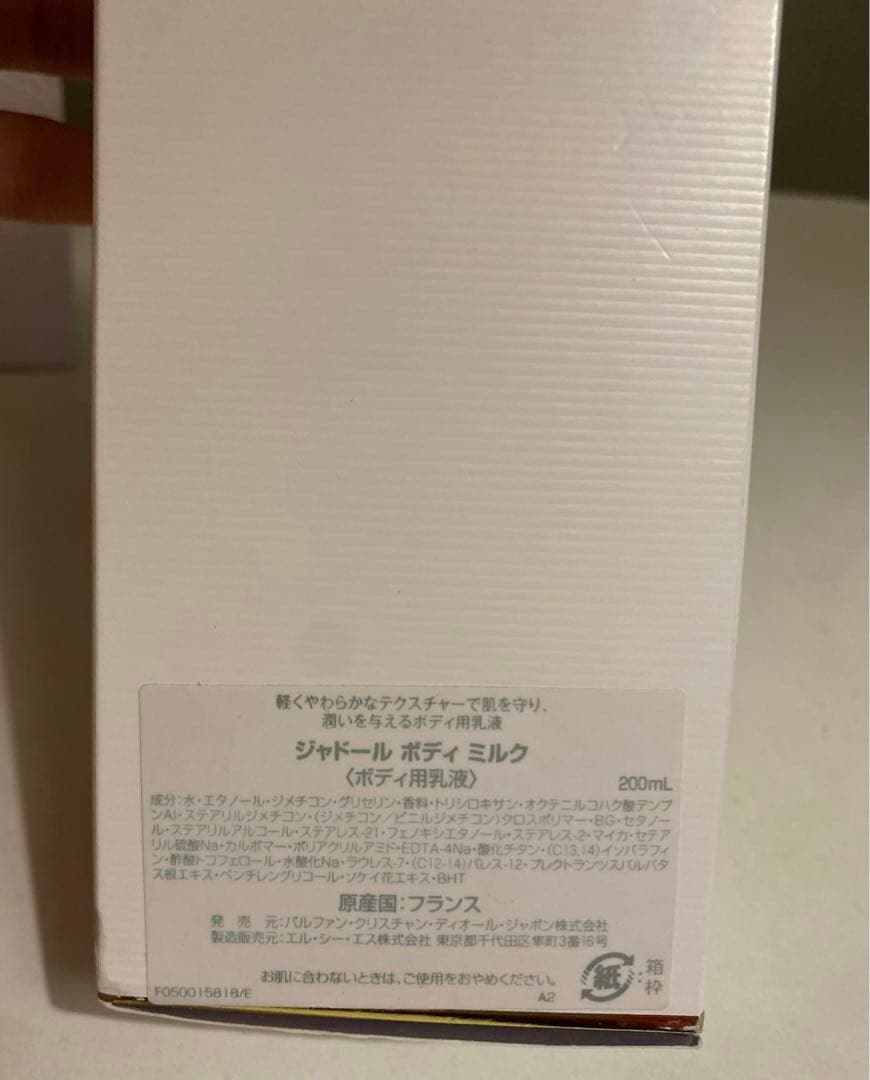 軽くやわらかなテクスチャーで肌を守り、
潤いを与えるボディ用乳液
ジャドール ボディ ミルク
〈ボディ用乳液〉
200mL
成分:水・エタノール・ジメチコン・グリセリン・香料・トリシロキサン・オクテニルコハク酸デンプ
ンAl・ステアリルジメチコン・(ジメチコン/ビニルジメチコン)クロスポリマー・BG・セタノー
ル・ステアリルアルコール・ステアレス-21・フェノキシエタノール・ステアレス-2・マイカ・セテア
リル硫酸Na・カルボマー・ポリアクリルアミド・EDTA-4Na・酸化チタン・(C13,14)イソパラフィ
ン・酢酸トコフェロール・水酸化Na・ラウレス-7・(C12-14)パレス-12・プレクトランツスバルバタ
ス根エキス・ペンチレングリコール・ソケイ花エキス・BHT
原産国:フランス
発 売 元:パルファン・クリスチャン・ディオール・ジャポン株式会社
製造販売元:エル・シー・エス株式会社 東京都千代田区隼町3番16号
お肌に合わないときは、ご使用をおやめください。
紙:箱
枠
F05001581B/E
A2